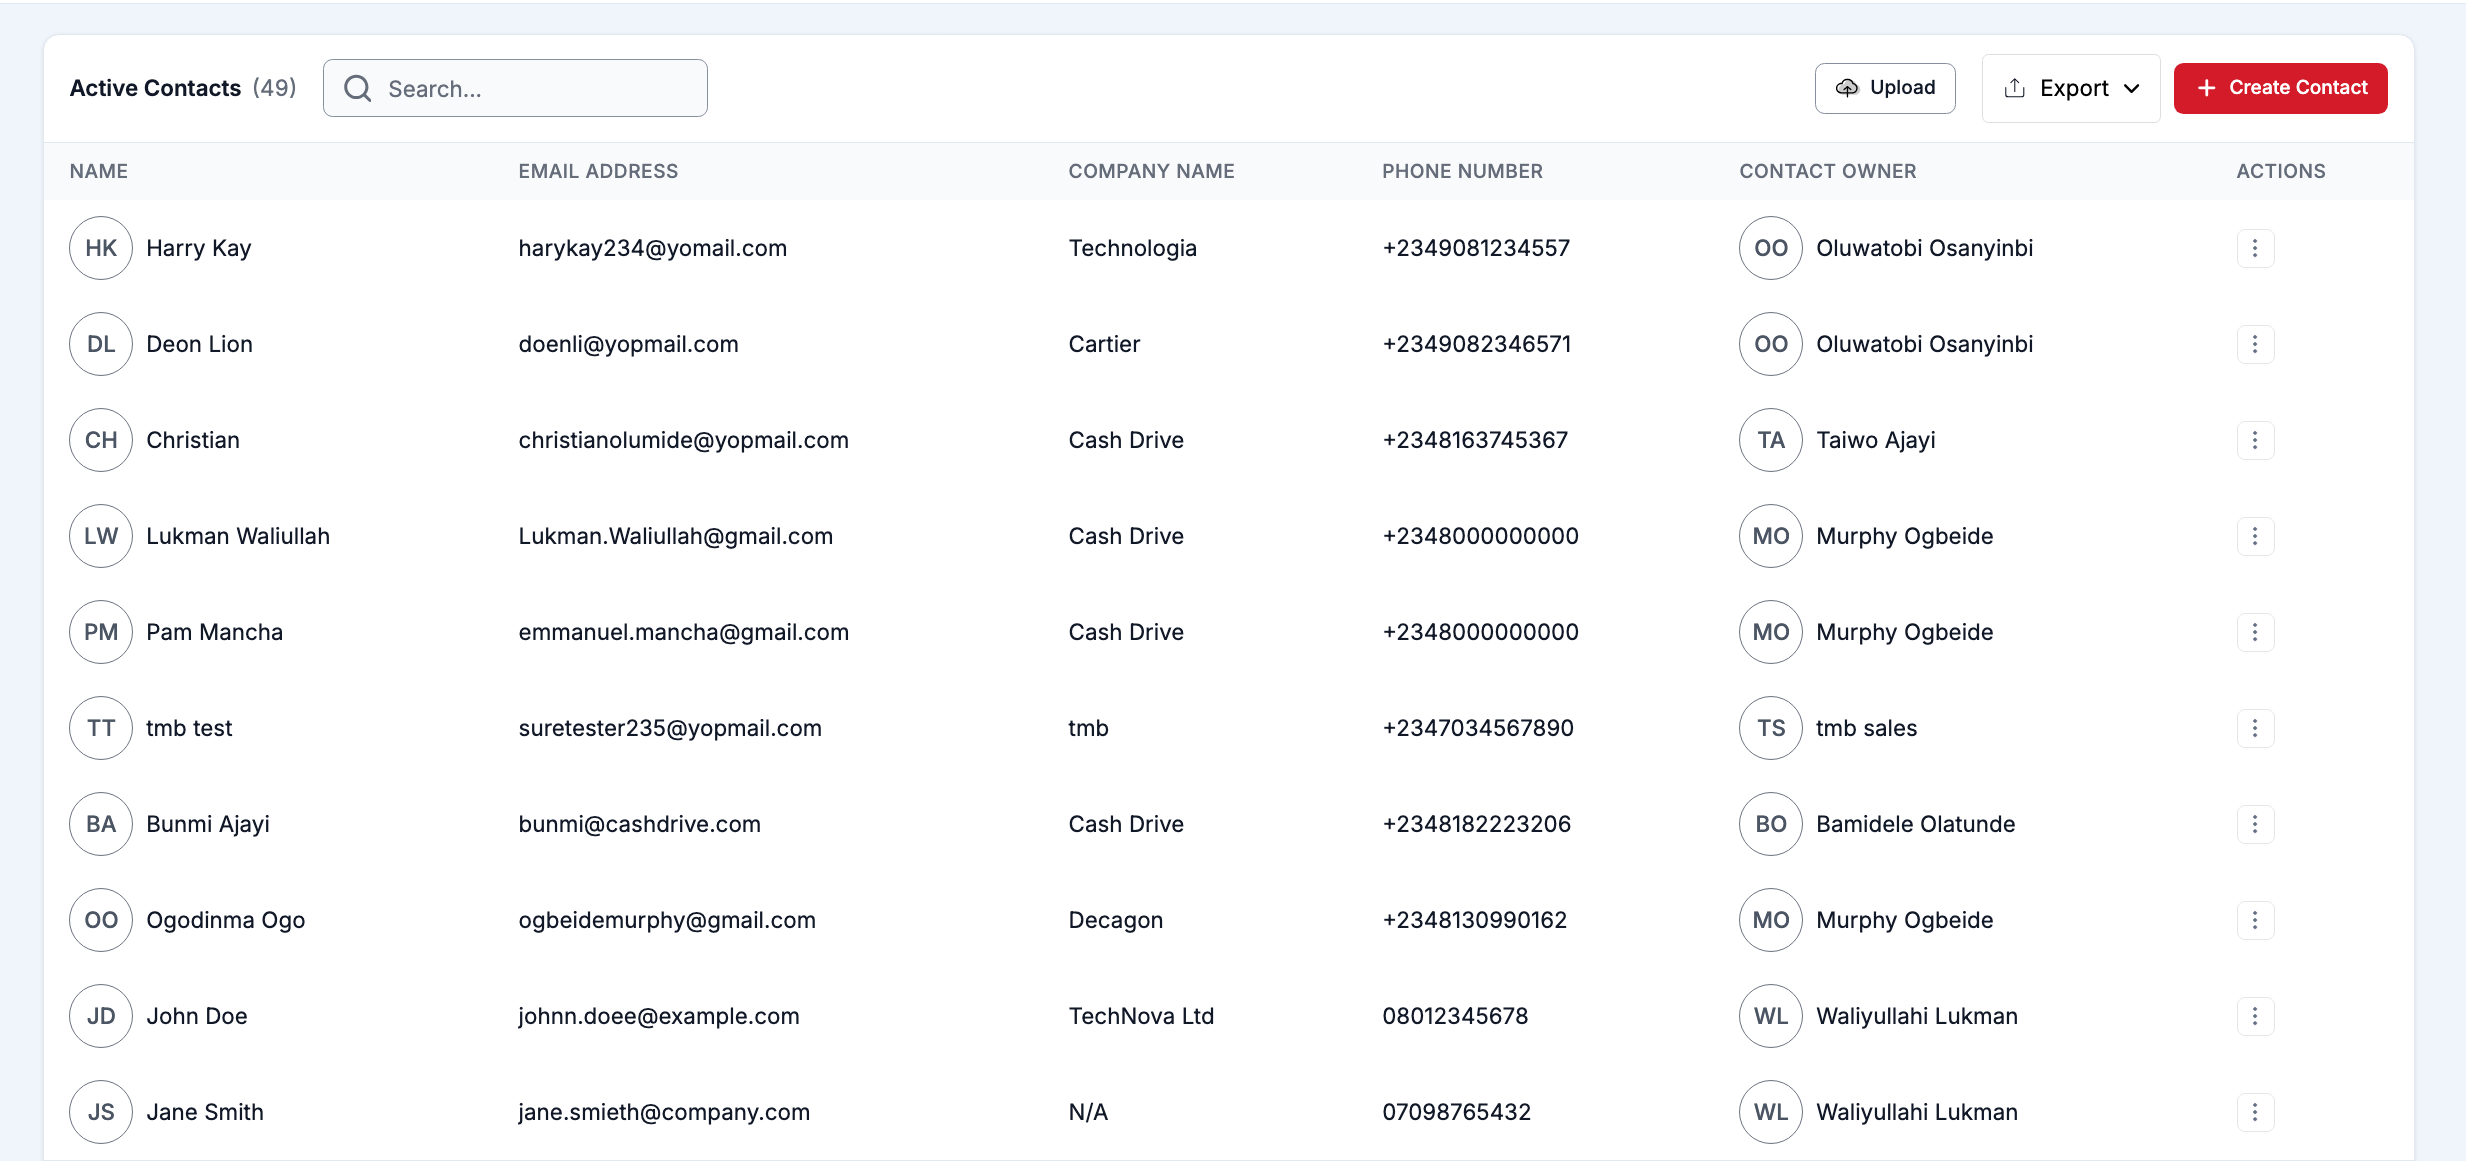 Active Contacts (49) Search... Upload Export Create Contact
NAME EMAIL ADDRESS COMPANY NAME PHONE NUMBER CONTACT OWNER ACTIONS
HK Harry Kay harykay234@yomail.com Technologia +2349081234557 OO Oluwatobi Osanyinbi
DL Deon Lion doenli@yopmail.com Cartier +2349082346571 OO Oluwatobi Osanyinbi
CH Christian christianolumide@yopmail.com Cash Drive +2348163745367 TA Taiwo Ajayi
LW Lukman Waliullah Lukman.Waliullah@gmail.com Cash Drive +2348000000000 MO Murphy Ogbeide
PM Pam Mancha emmanuel.mancha@gmail.com Cash Drive +2348000000000 MO Murphy Ogbeide
TT tmb test suretester235@yopmail.com tmb +2347034567890 TS tmb sales
BA Bunmi Ajayi bunmi@cashdrive.com Cash Drive +2348182223206 BO Bamidele Olatunde
OO Ogodinma Ogo ogbeidemurphy@gmail.com Decagon +2348130990162 MO Murphy Ogbeide
JD John Doe johnn.doee@example.com TechNova Ltd 08012345678 WL Waliyullahi Lukman
JS Jane Smith jane.smieth@company.com N/A 07098765432 WL Waliyullahi Lukman